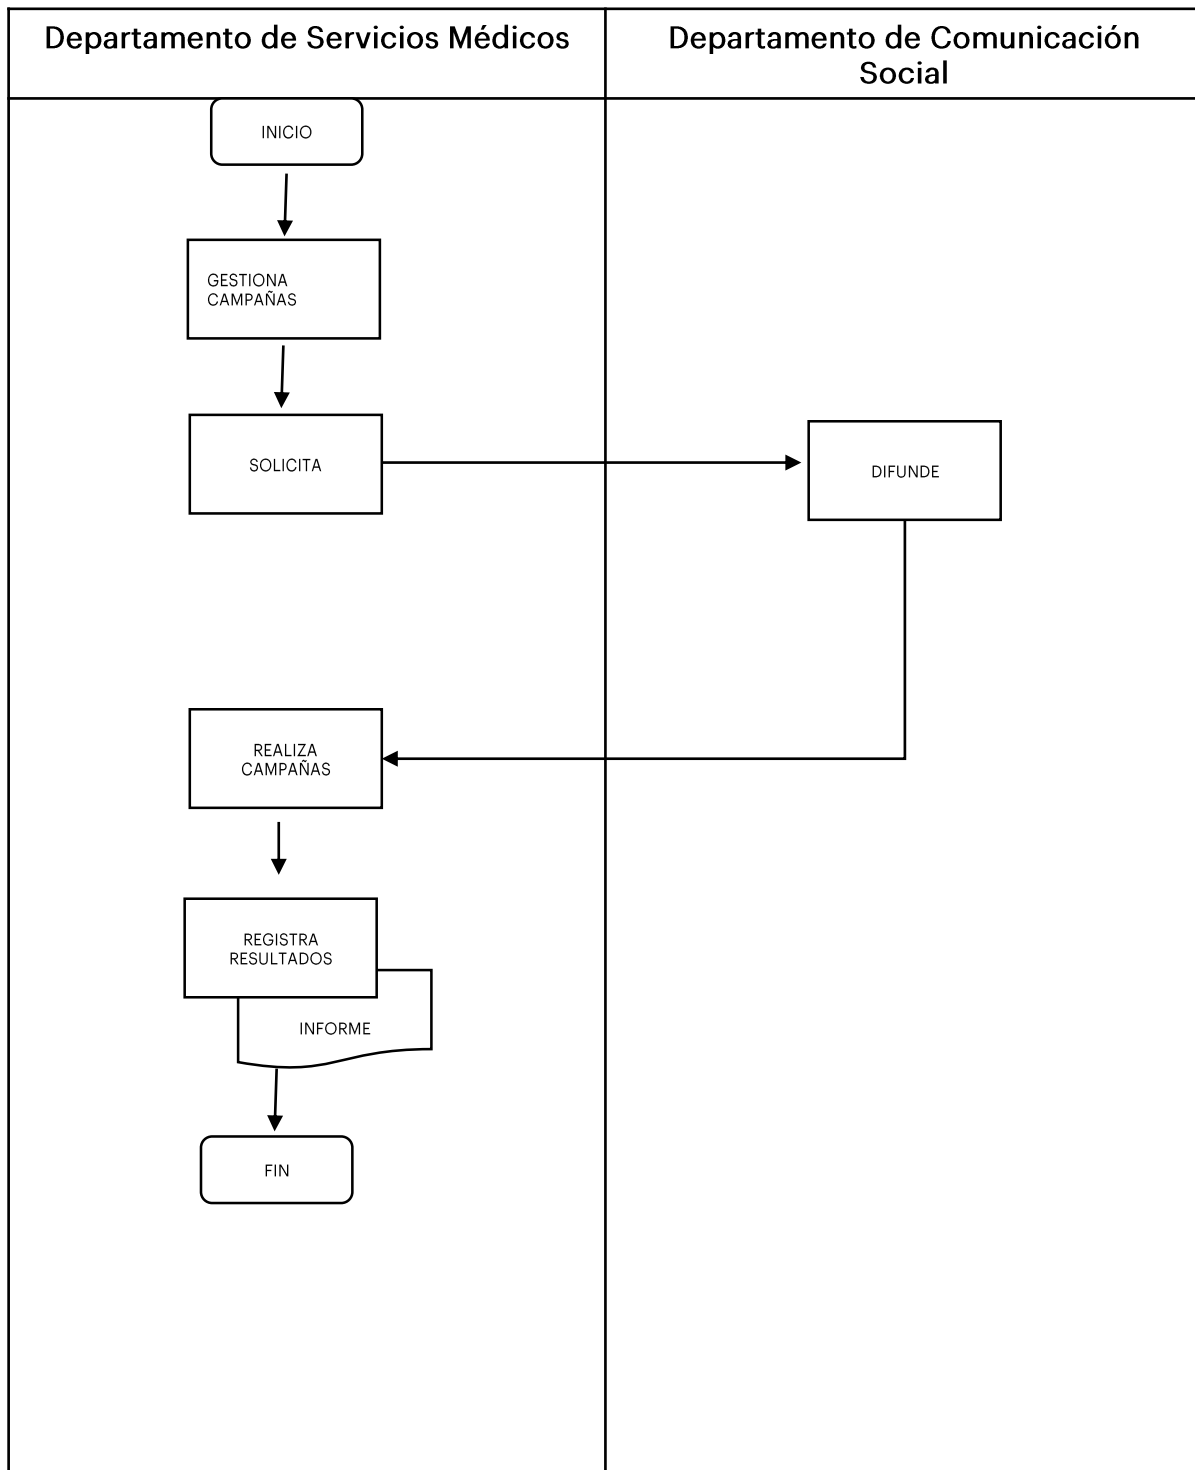 Departamento de Servicios Médicos
Departamento de Comunicación
Social
INICIO
GESTIONA
CAMPAÑAS
SOLICITA
DIFUNDE
REALIZA
CAMPAÑAS
REGISTRA
RESULTADOS
INFORME
FIN